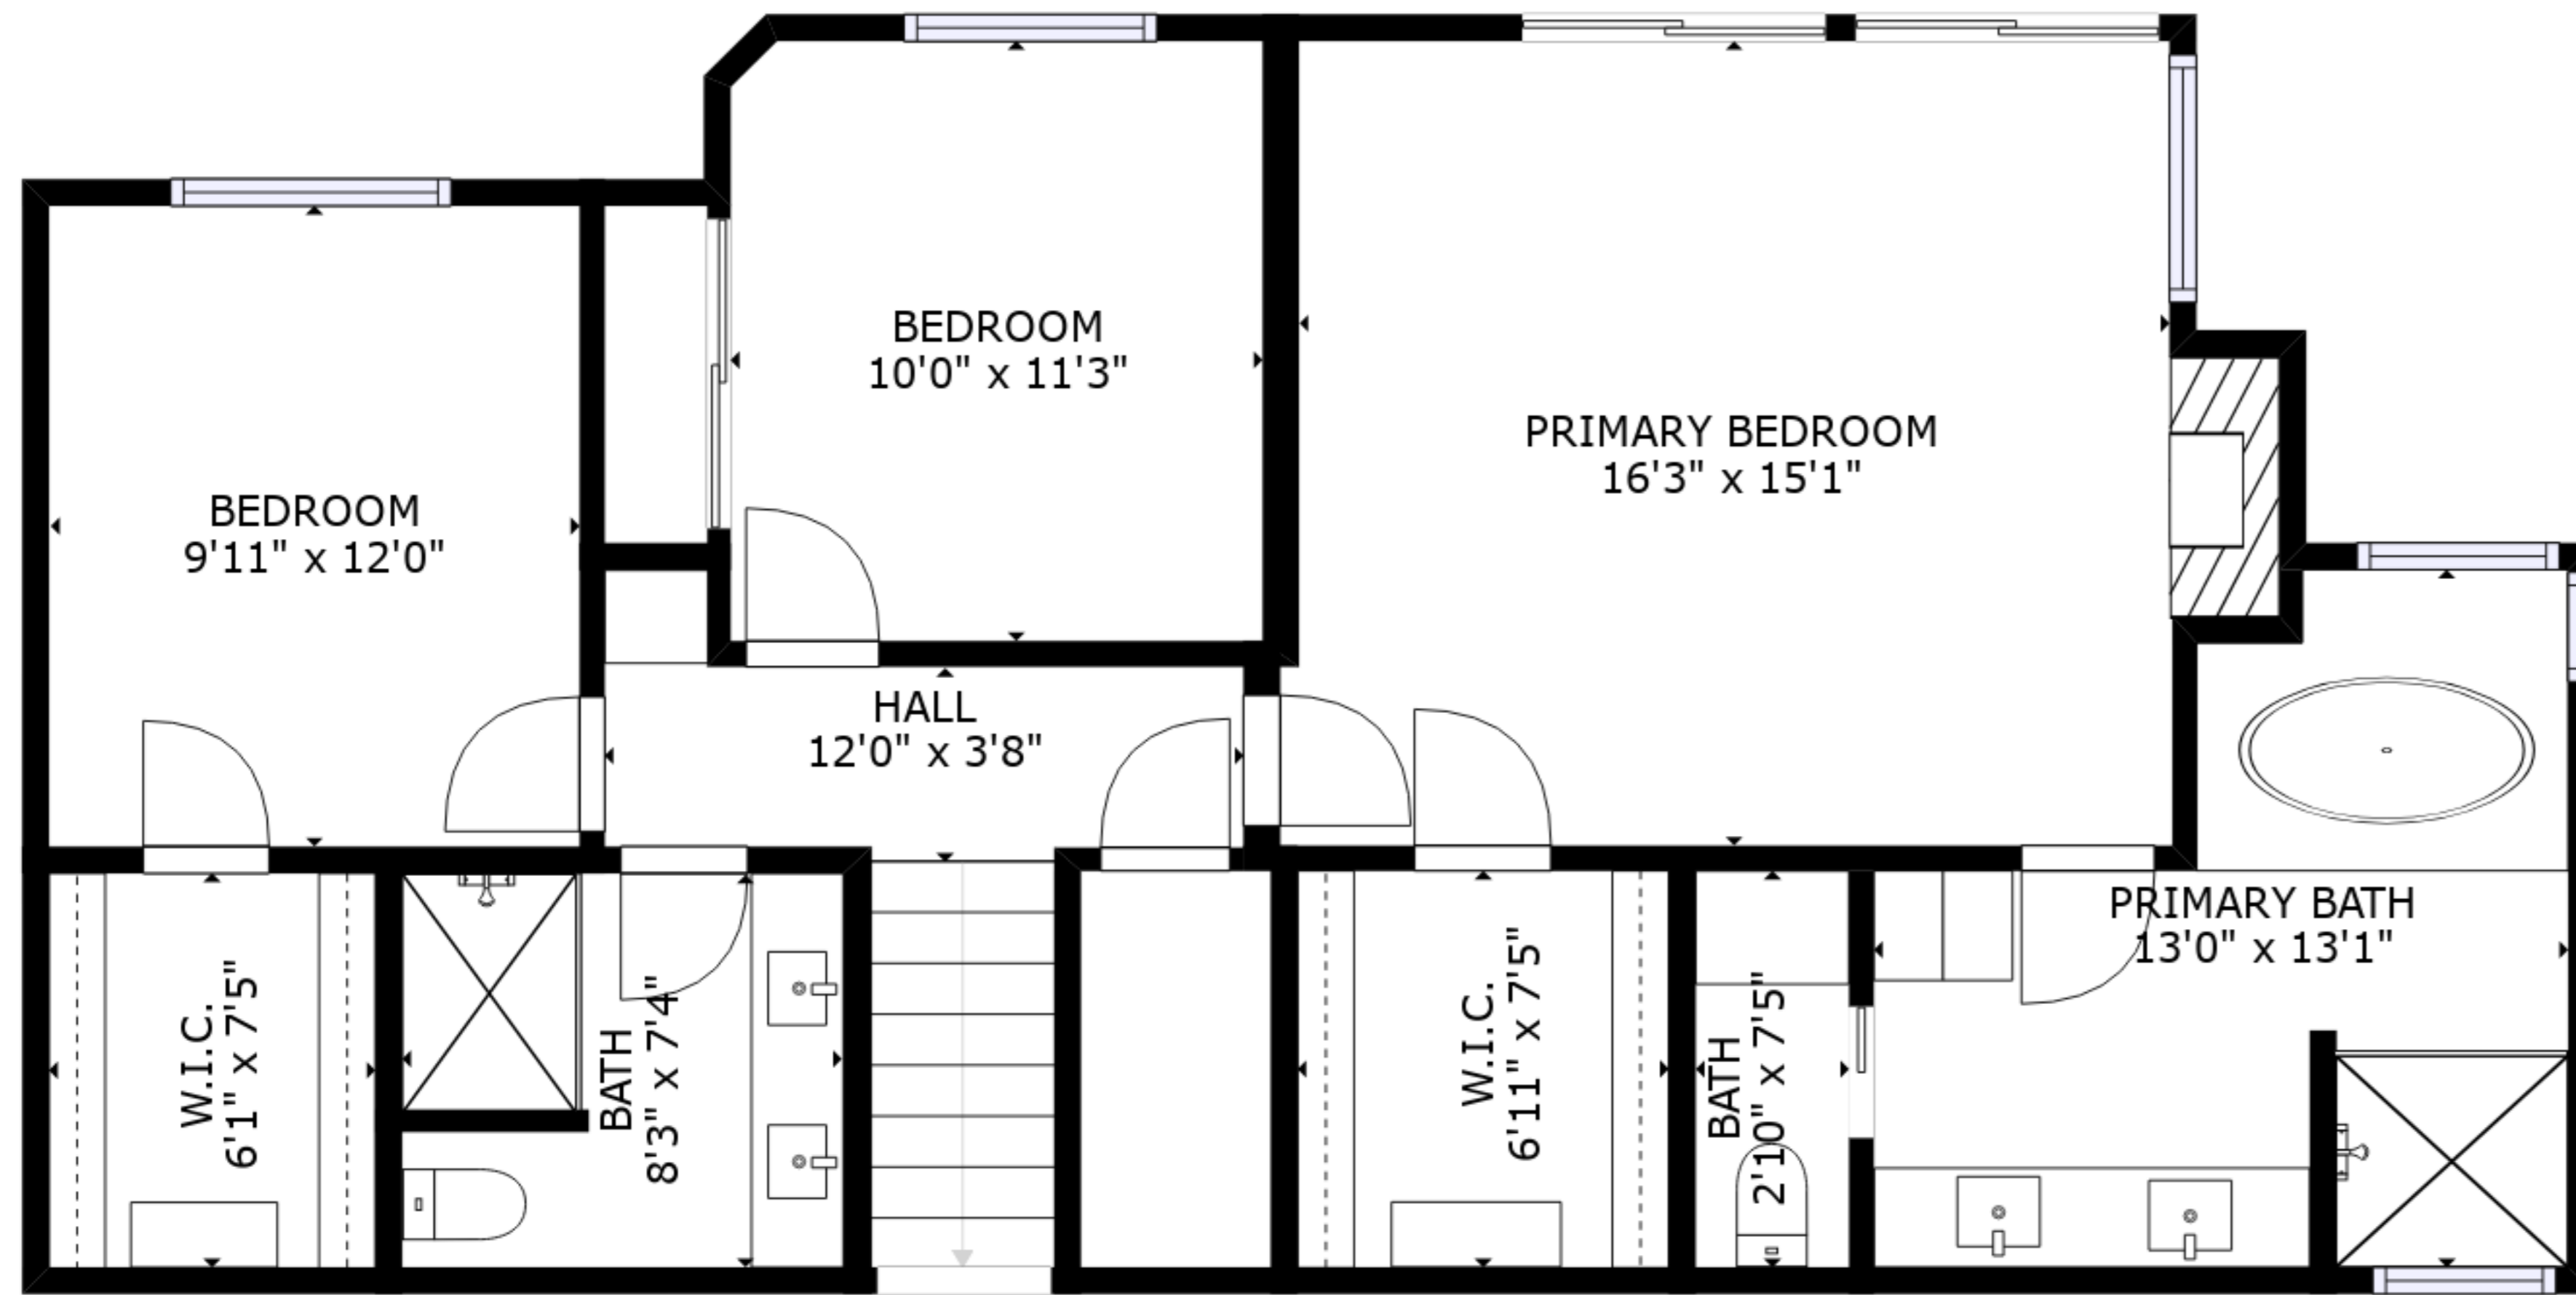 BEDROOM
10'0" x 11'3"
PRIMARY BEDROOM
16'3" x 15'1"
BEDROOM
9'11" x 12'0"
HALL
12'0" x 3'8"
PRIMARY BATH
13'0" x 13'1"
W.I.C.
6'1" x 7'5"
BATH
8'3" x 7'4"
W.I.C.
6'11" x 7'5"
BATH
2'10" x 7'5"